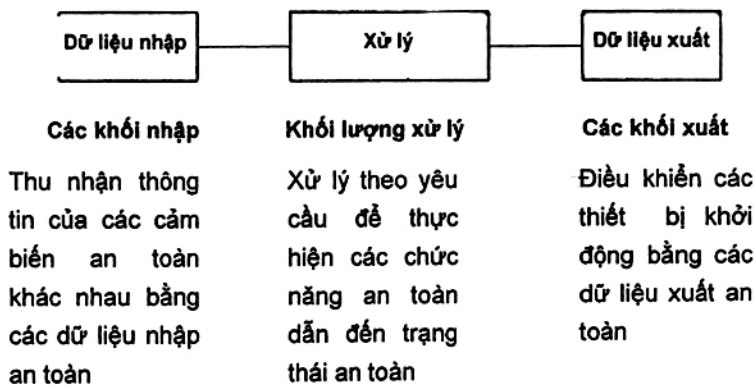 Dữ liệu nhập
Xử lý
Dữ liệu xuất
Các khối nhập
Thu nhận thông
tin của các cảm
biến an toàn
khác nhau bằng
các dữ liệu nhập
an toàn
Khối lượng xử lý
Xử lý theo yêu
cầu để thực
hiện các chức
năng an toàn
dẫn đến trạng
thái an toàn
Các khối xuất
Điều khiển các
thiết bị khởi
động bằng các
dữ liệu xuất an
toàn